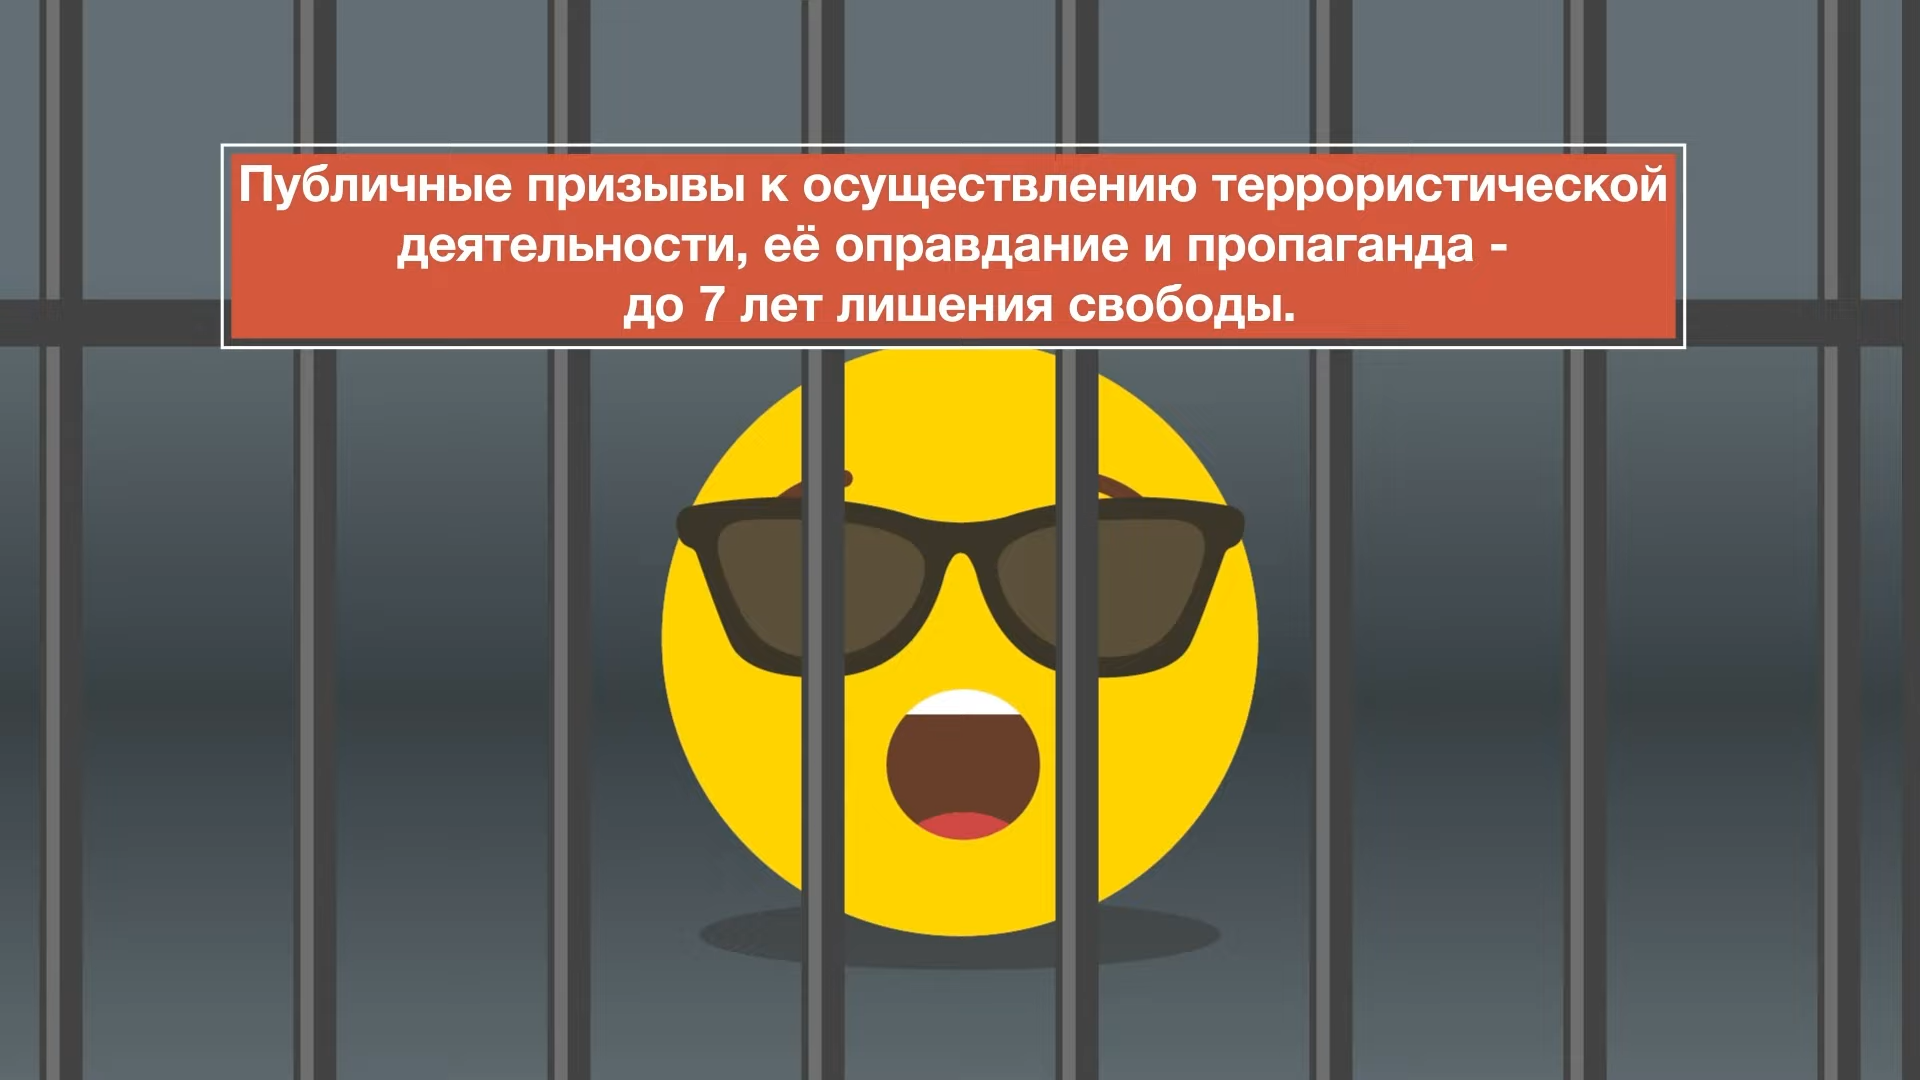 Публичные призывы к осуществлению террористической
деятельности, её оправдание и пропаганда -
до 7 лет лишения свободы.